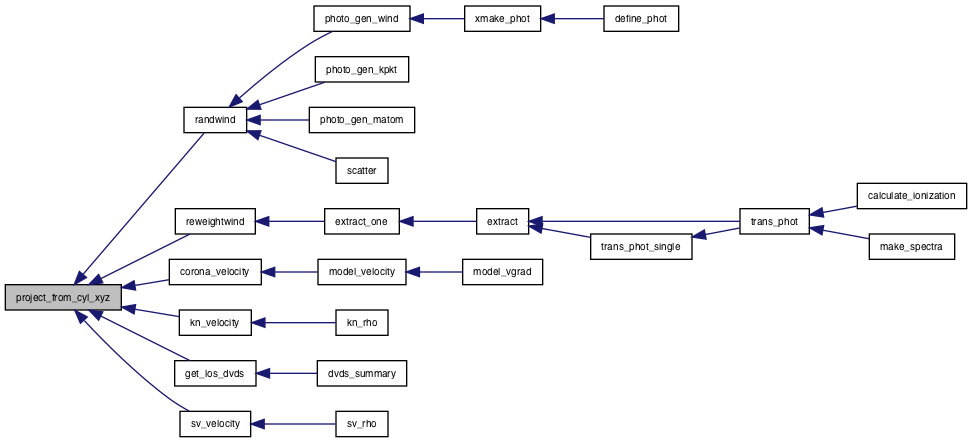 photo_gen_wind
xmake_phot
define_phot
photo_gen_kpkt
randwind
photo_gen_matom
scatter
calculate_ionization
reweightwind
extract_one
extract
trans_phot
trans_phot_single
make_spectra
corona_velocity
model_velocity
model_vgrad
project_from_cyl_xyz
kn_velocity
kn_rho
get_los_dvds
dvds_summary
sv_velocity
sv_rho